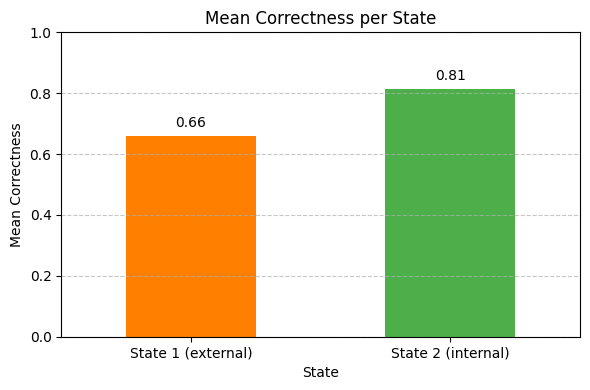 Mean Correctness per State
Mean Correctness
1.0
0.8
0.6
0.4
0.2
0.0
0.66
0.81
State 1 (external)
State 2 (internal)
State